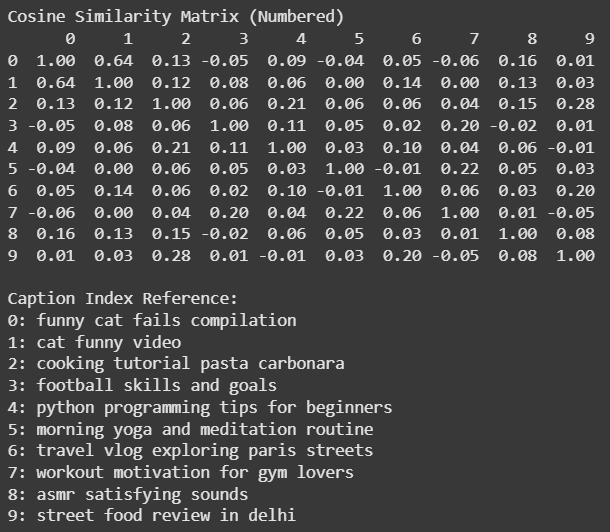 Cosine Similarity Matrix (Numbered)
0 1 2 3 4 5 6 7 8 9
0 1.00 0.64 0.13 -0.05 0.09 -0.04 0.05 -0.06 0.16 0.01
1 0.64 1.00 0.12 0.08 0.06 0.00 0.14 0.00 0.13 0.03
2 0.13 0.12 1.00 0.06 0.21 0.06 0.06 0.04 0.15 0.28
3 -0.05 0.08 0.06 1.00 0.11 0.05 0.02 0.20 -0.02 0.01
4 0.09 0.06 0.21 0.11 1.00 0.03 0.10 0.04 0.06 -0.01
5 -0.04 0.00 0.06 0.05 0.03 1.00 -0.01 0.22 0.05 0.03
6 0.05 0.14 0.06 0.02 0.10 -0.01 1.00 0.06 0.03 0.20
7 -0.06 0.00 0.04 0.20 0.04 0.22 0.06 1.00 0.01 -0.05
8 0.16 0.13 0.15 -0.02 0.06 0.05 0.03 0.01 1.00 0.08
9 0.01 0.03 0.28 0.01 -0.01 0.03 0.20 -0.05 0.08 1.00
Caption Index Reference:
0: funny cat fails compilation
1: cat funny video
2: cooking tutorial pasta carbonara
3: football skills and goals
4: python programming tips for beginners
5: morning yoga and meditation routine
6: travel vlog exploring paris streets
7: workout motivation for gym lovers
8: asmr satisfying sounds
9: street food review in delhi